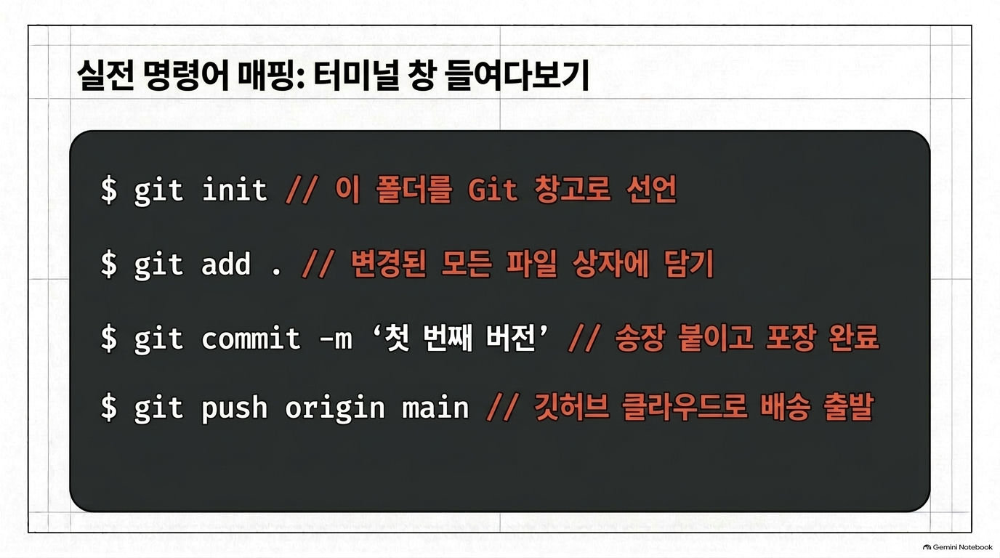 실전 명령어 매핑: 터미널 창 들여다보기
$ git init // 이 폴더를 Git 창고로 선언
$ git add . // 변경된 모든 파일 상자에 담기
$ git commit -m ‘첫 번째 버전’ // 송장 붙이고 포장 완료
$ git push origin main // 깃허브 클라우드로 배송 출발
Gemini Notebook